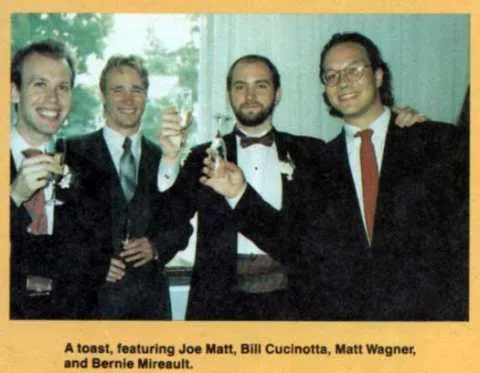 A toast, featuring Joe Matt, Bill Cucinotta, Matt Wagner,
and Bernie Mireault.